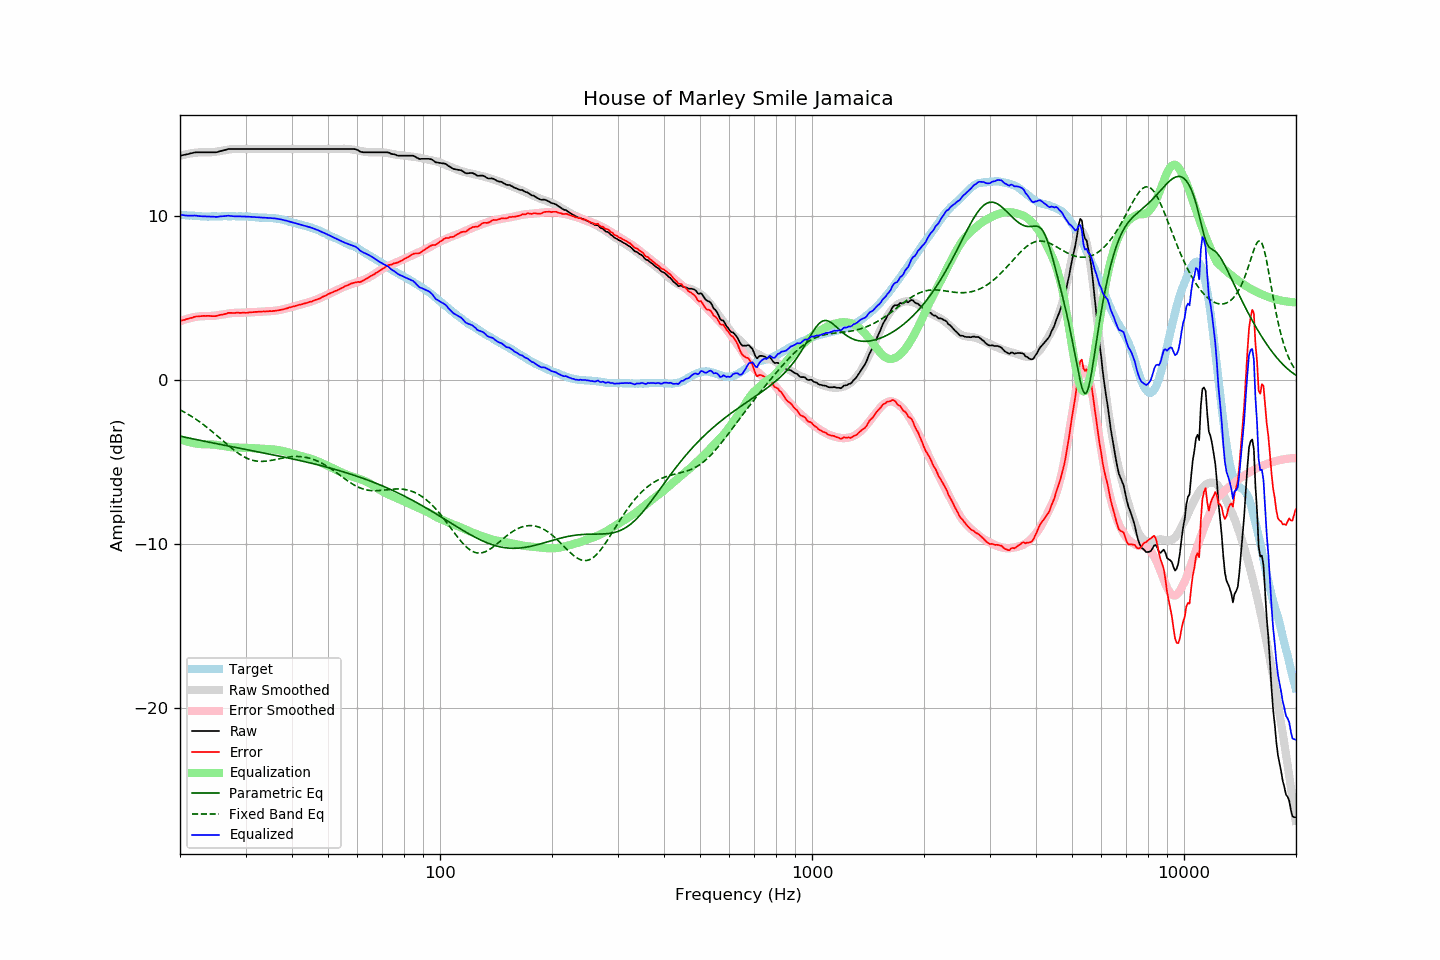 House of Marley Smile Jamaica
Amplitude (dBr)
10
0
−10
−20
Target
Raw Smoothed
Error Smoothed
Raw
Error
Equalization
Parametric Eq
Fixed Band Eq
Equalized
100
1000
10000
Frequency (Hz)